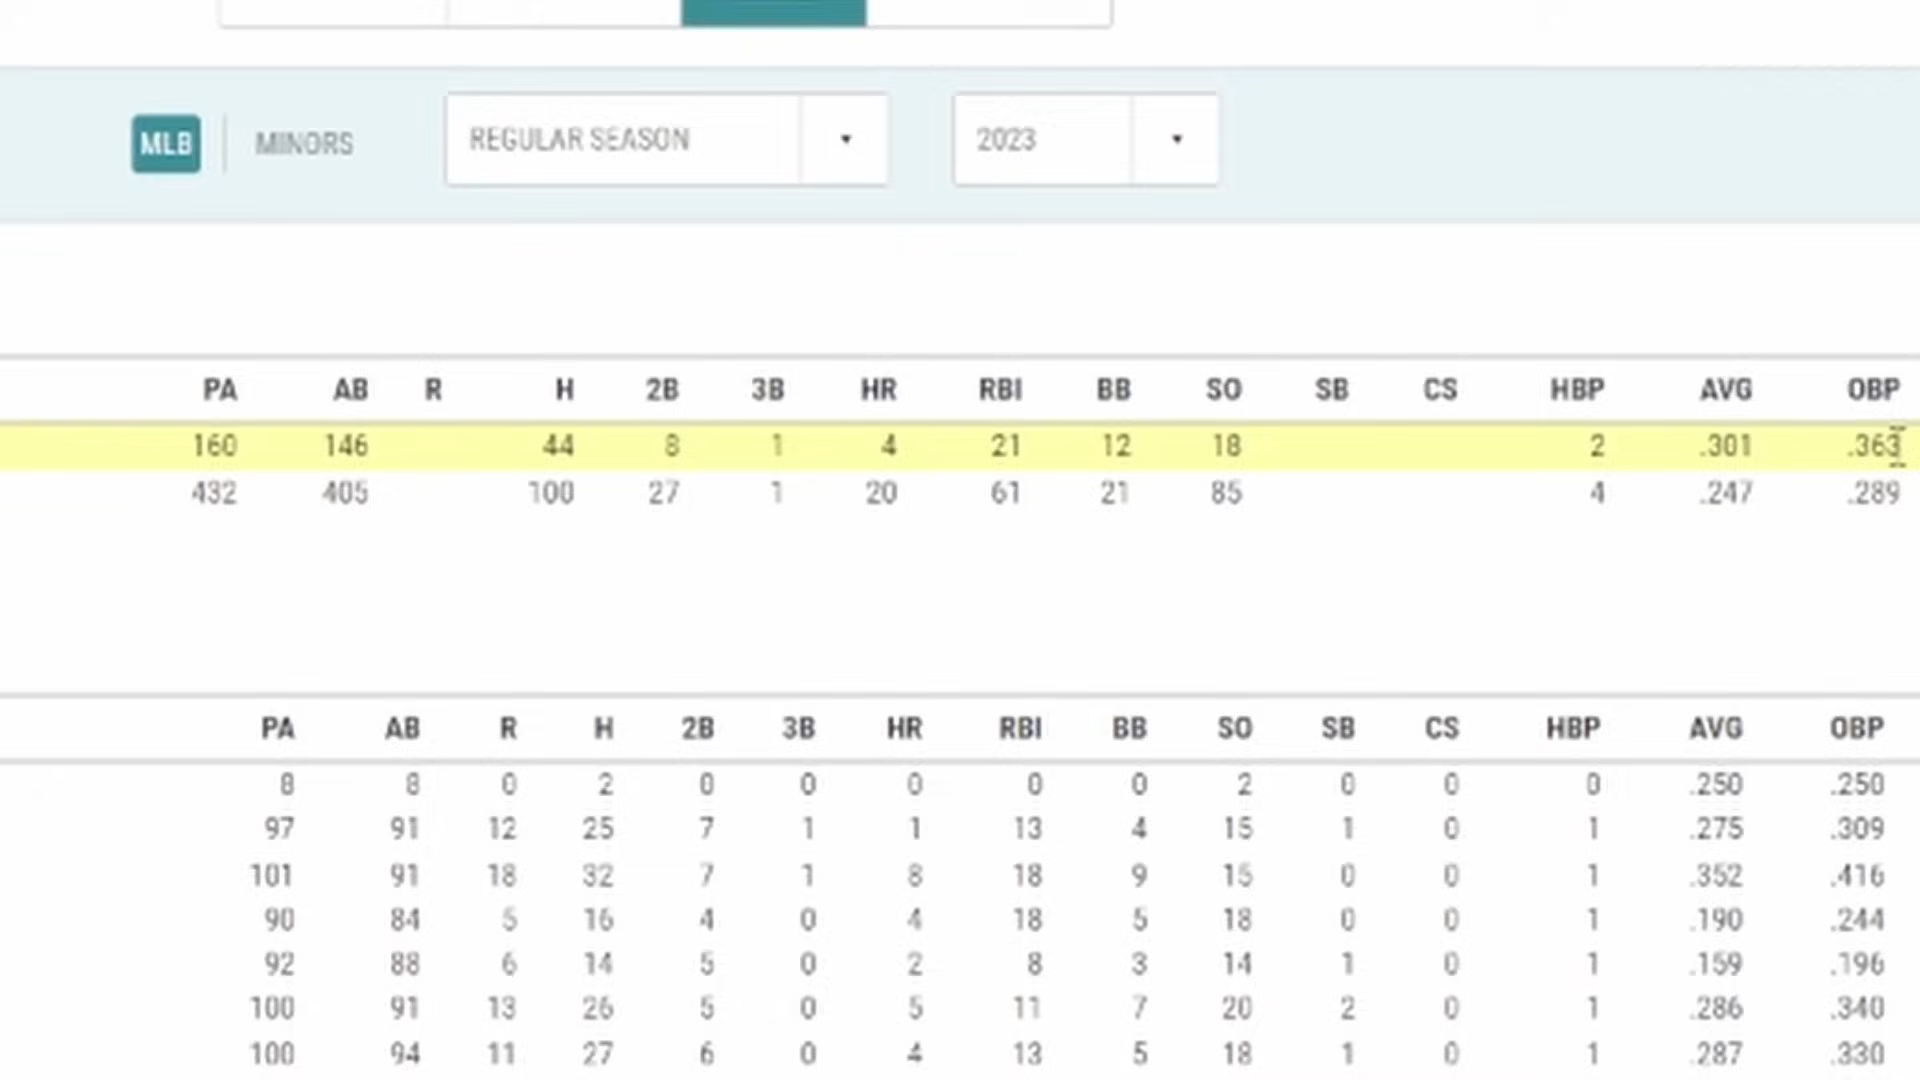 MLB MINORS REGULAR SEASON 2023
PA AB R H 2B 3B HR RBI BB SO SB CS HBP AVG OBP
160 146 44 8 1 4 21 12 18 2 .301 .363
432 405 100 27 1 20 61 21 85 4 .247 .289
PA AB R H 2B 3B HR RBI BB SO SB CS HBP AVG OBP
8 8 0 2 0 0 0 0 0 2 0 0 0 .250 .250
97 91 12 25 7 1 1 13 4 15 1 0 1 .275 .309
101 91 18 32 7 1 8 18 9 15 0 0 1 .352 .416
90 84 5 16 4 0 4 18 5 18 0 0 1 .190 .244
92 88 6 14 5 0 2 8 3 14 1 0 1 .159 .196
100 91 13 26 5 0 5 11 7 20 2 0 1 .286 .340
100 94 11 27 6 0 4 13 5 18 1 0 1 .287 .330